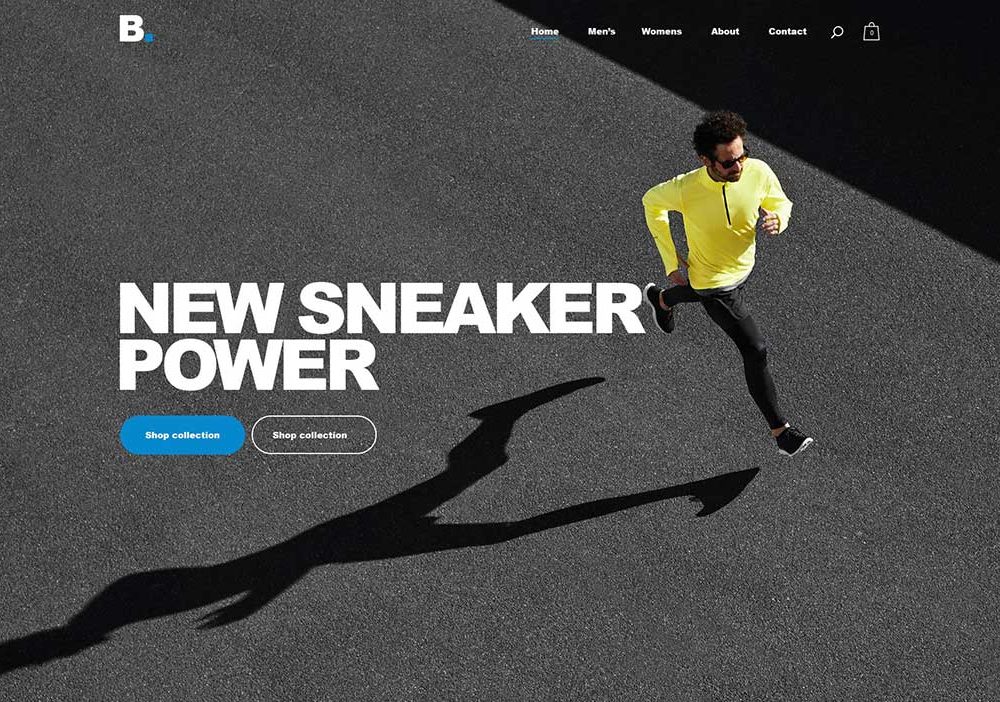 B.
Home Men's Womens About Contact
0
NEW SNEAKER
POWER
Shop collection Shop collection